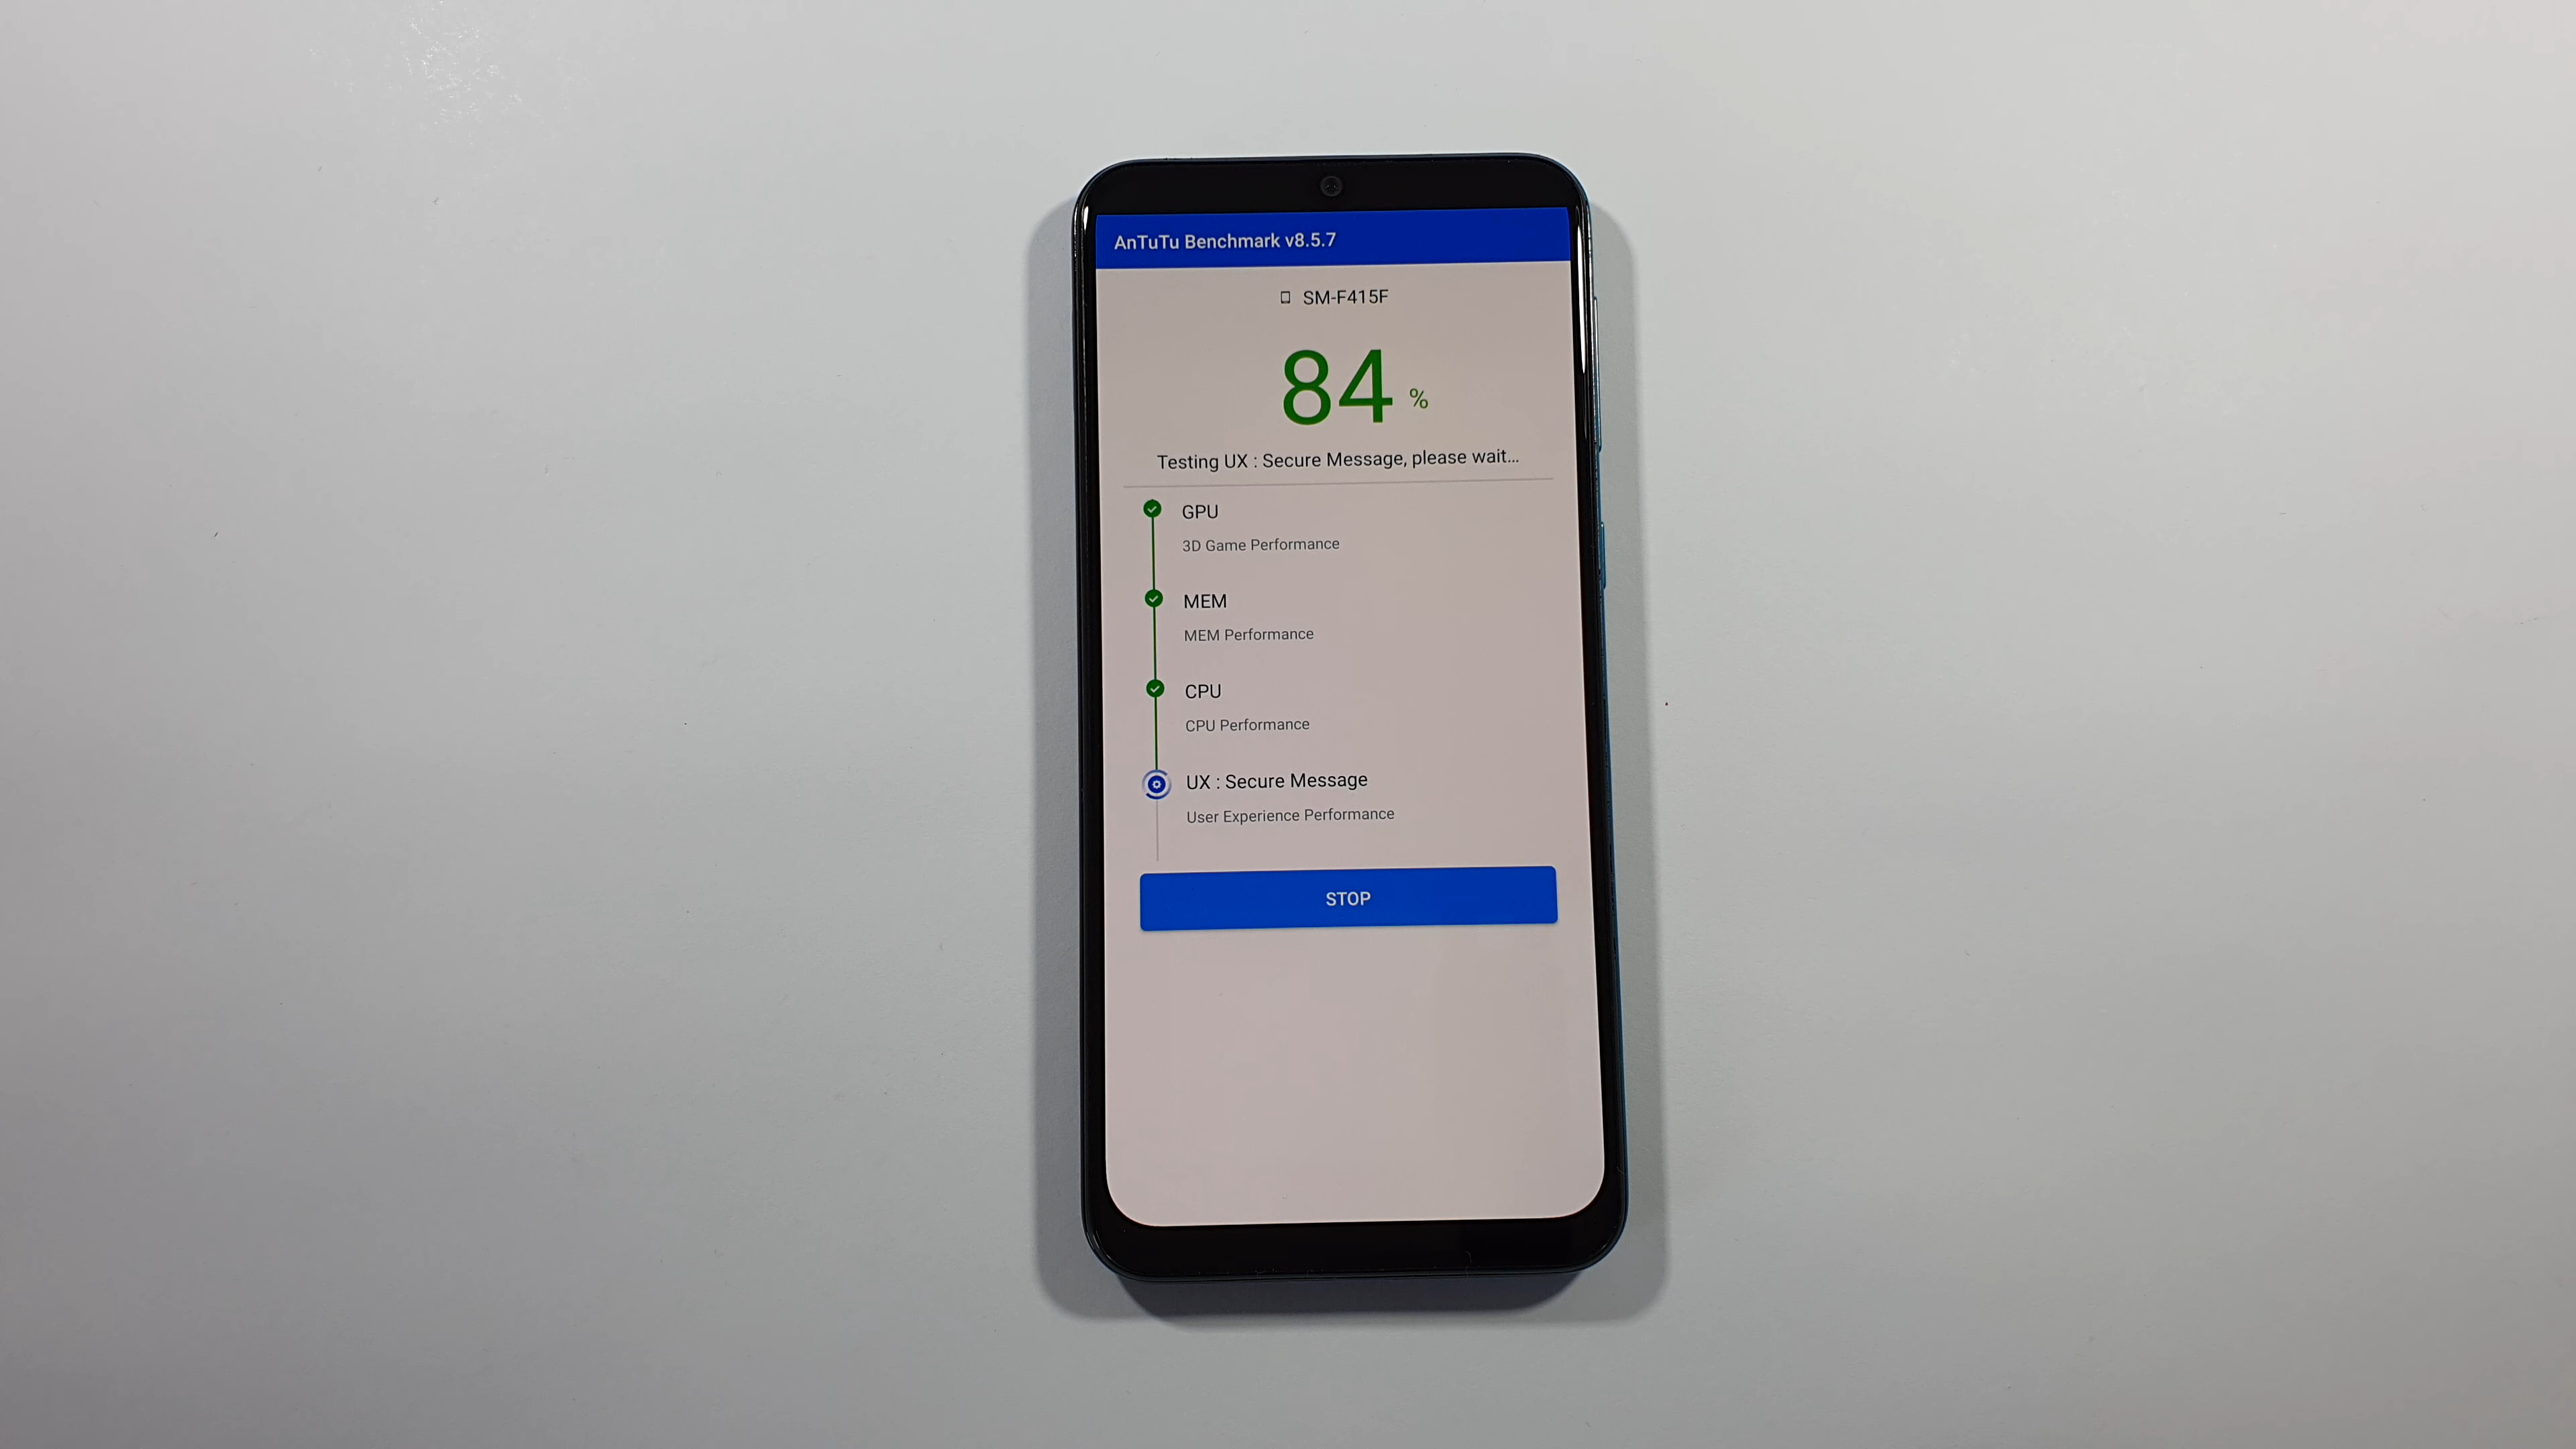 AnTuTu Benchmark v8.5.7
SM-F415F
84 %
Testing UX : Secure Message, please wait...
GPU
3D Game Performance
MEM
MEM Performance
CPU
CPU Performance
UX : Secure Message
User Experience Performance
STOP